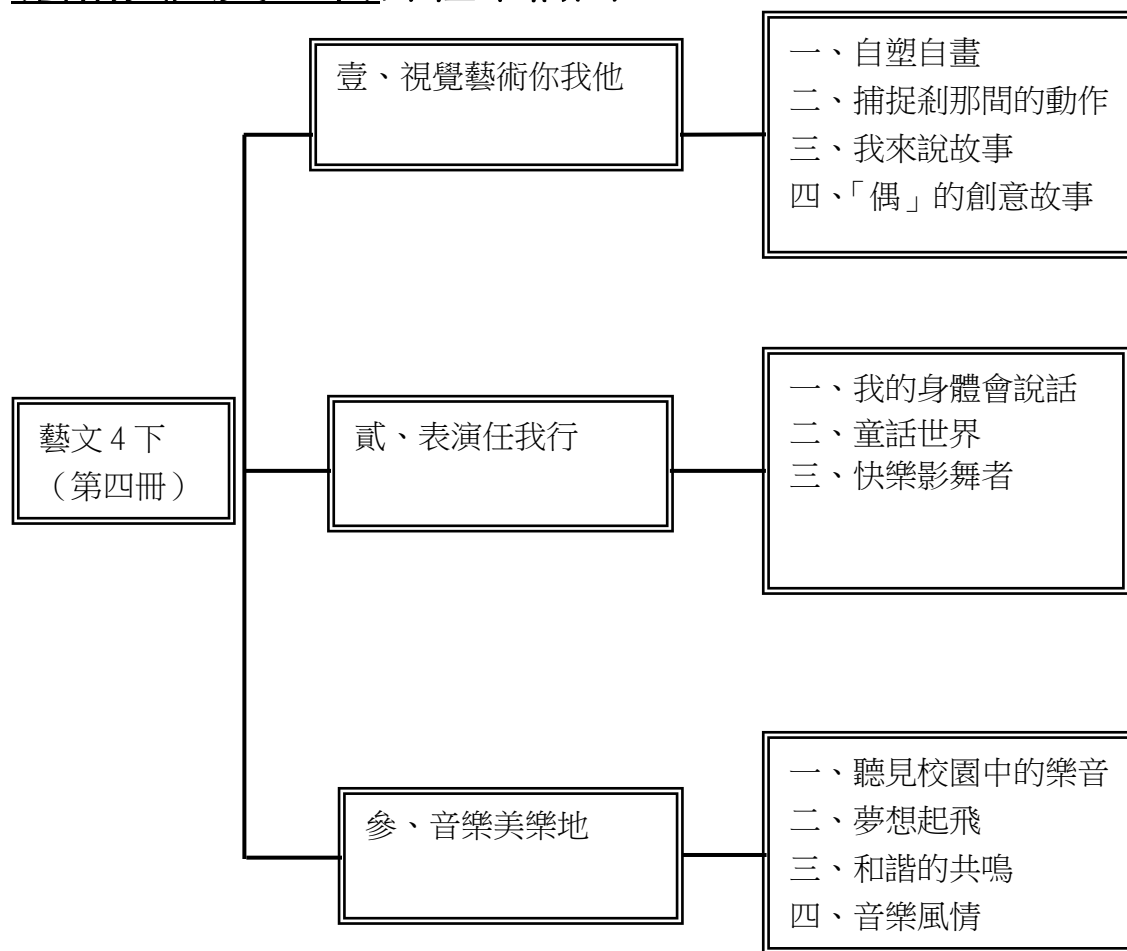 壹、視覺藝術你我他
一、自塑自畫
二、捕捉剎那間的動作
三、我來說故事
四、「偶」的創意故事
藝文 4 下
（第四冊）
貳、表演任我行
一、我的身體會說話
二、童話世界
三、快樂影舞者
參、音樂美樂地
一、聽見校園中的樂音
二、夢想起飛
三、和諧的共鳴
四、音樂風情